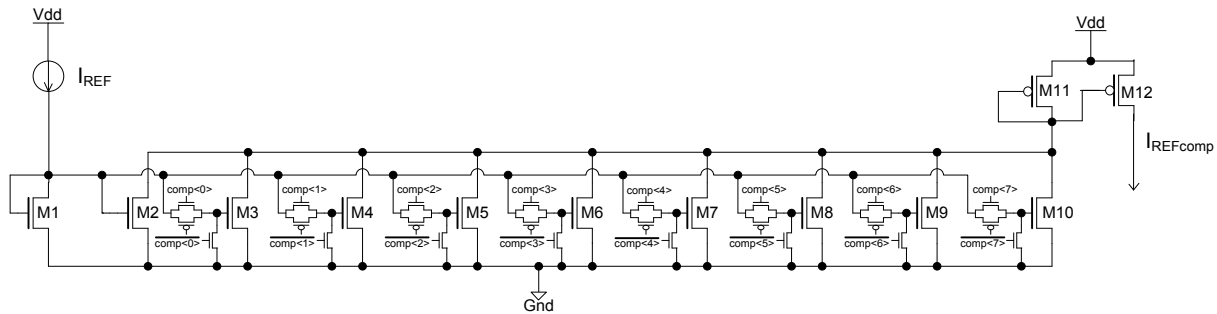 Vdd
Vdd
I_REF
M11
M12
I_REFcomp
comp<0>
comp<1>
comp<2>
comp<3>
comp<4>
comp<5>
comp<6>
comp<7>
M1
M2
M3
M4
M5
M6
M7
M8
M9
M10
comp<0>
comp<1>
comp<2>
comp<3>
comp<4>
comp<5>
comp<6>
comp<7>
Gnd